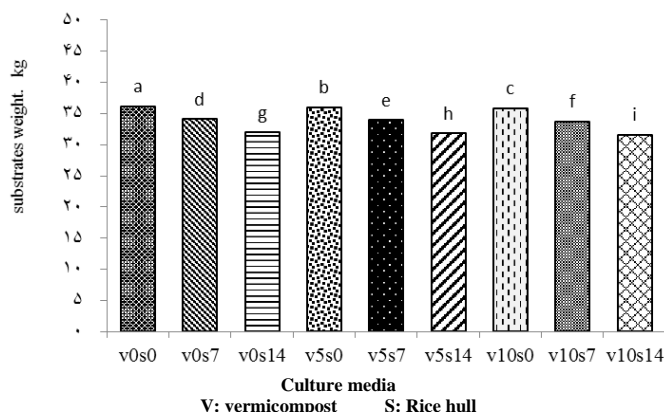 substrates weight. kg
۵۰
۴۵
۴۰
۳۵
۳۰
۲۵
۲۰
۱۵
۱۰
۵
۰
a
d
g
b
e
h
c
f
i
v0s0 v0s7 v0s14 v5s0 v5s7 v5s14 v10s0 v10s7 v10s14
Culture media
V: vermicompost S: Rice hull